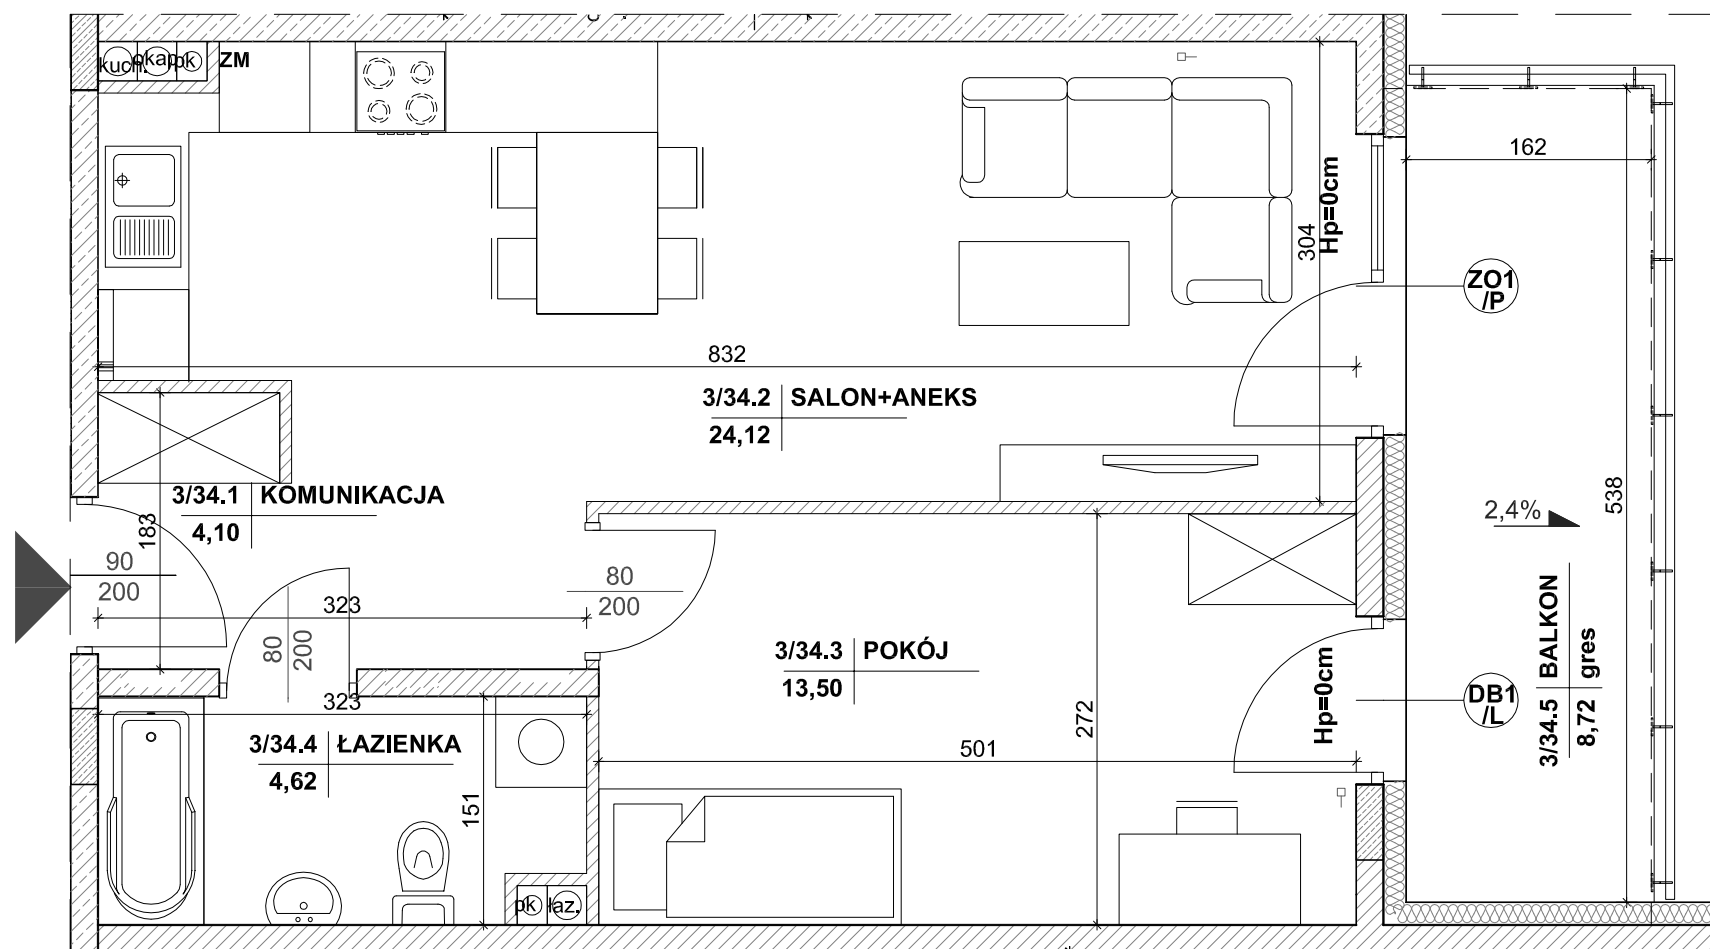 kuch.
okap
pk
ZM
162
304
Hp=0cm
ZO1
/P
832
3/34.2 SALON+ANEKS
24,12
3/34.1 KOMUNIKACJA
4,10
183
90
200
80
200
323
80
200
2,4%
538
3/34.5 BALKON
8,72 gres
3/34.3 POKÓJ
13,50
272
Hp=0cm
DB1
/L
323
3/34.4 ŁAZIENKA
4,62
501
151
pk
łaz.